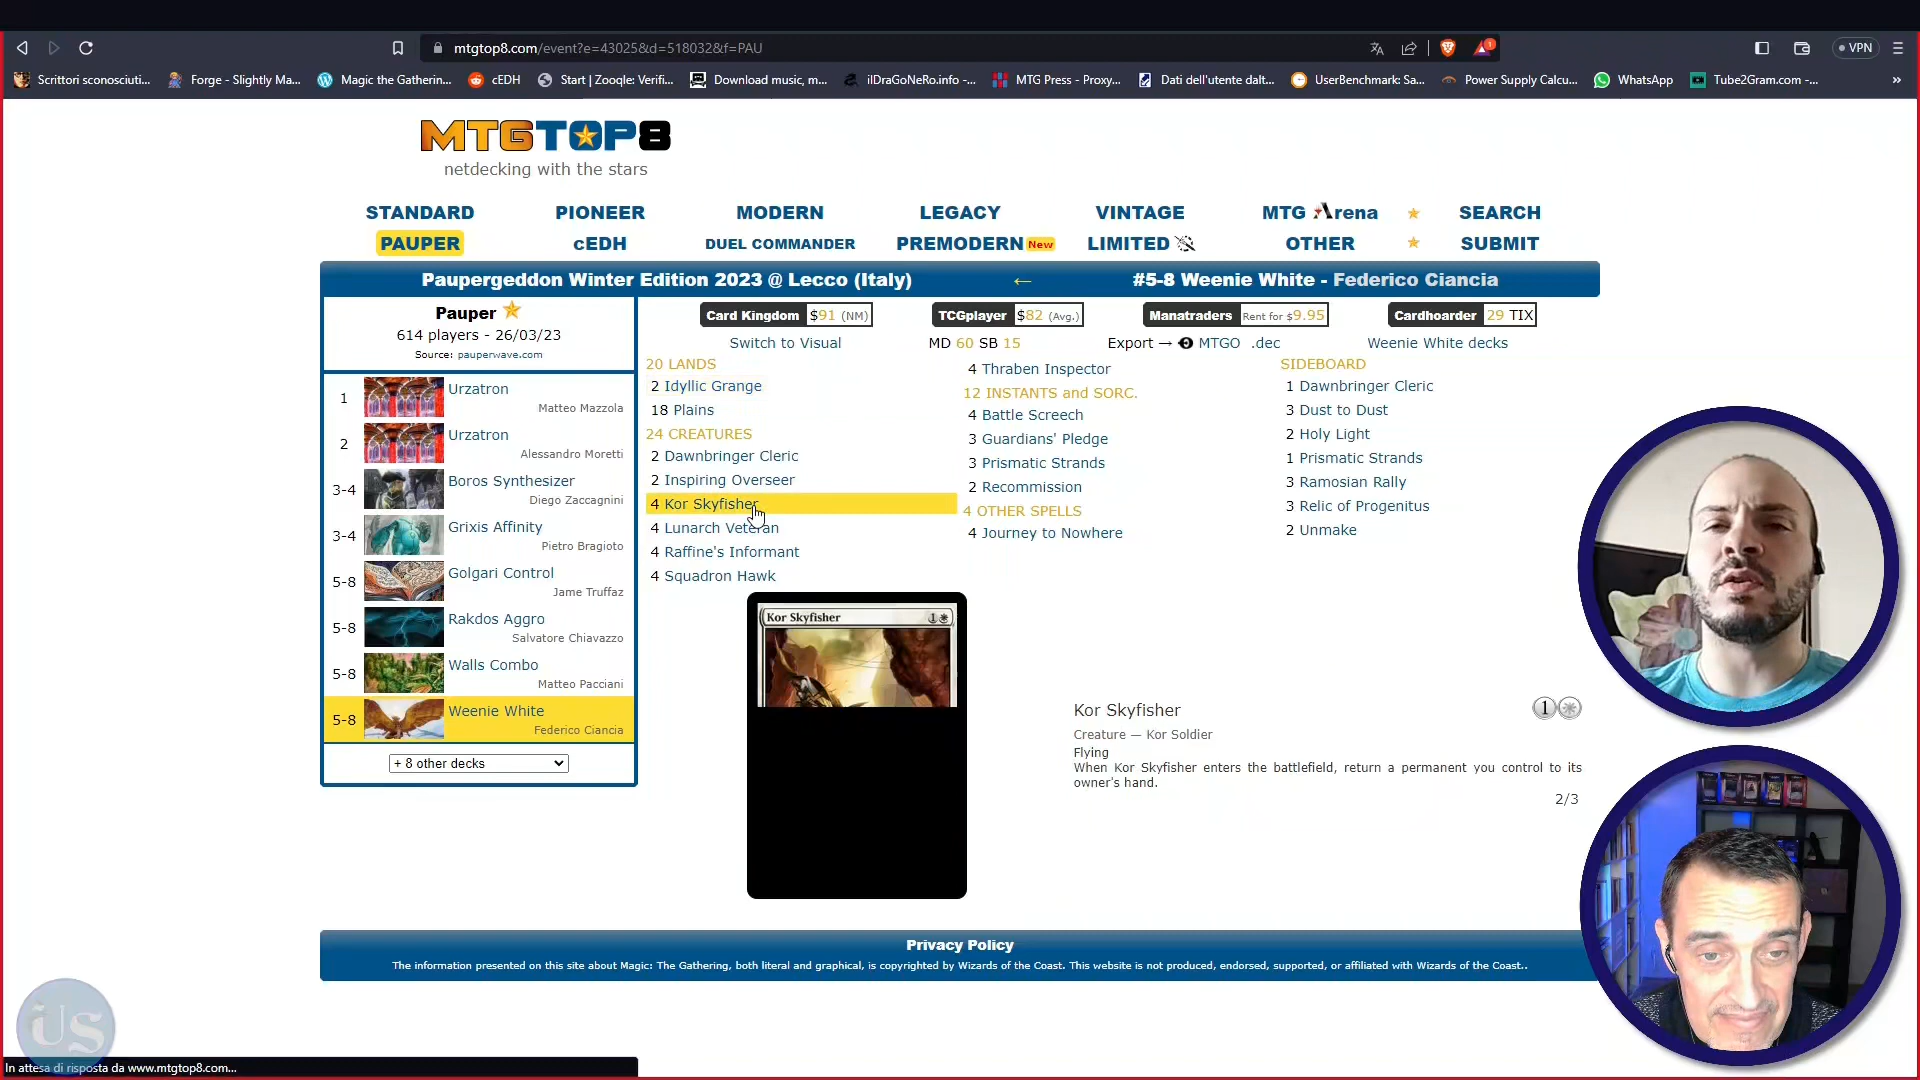 mtgtop8.com/event?e=43025&d=518032&f=PAU
1
VPN
Scrittori sconosciuti...
Forge - Slightly Ma...
Magic the Gatherin...
cEDH
Start | Zooqle: Verifi...
Download music, m...
ilDraGoNeRo.info -...
MTG Press - Proxy...
Dati dell'utente dalt...
UserBenchmark: Sa...
Power Supply Calcu...
WhatsApp
Tube2Gram.com -...
»
MTGTOP8
netdecking with the stars
STANDARD PIONEER MODERN LEGACY VINTAGE MTG Arena SEARCH
PAUPER cEDH DUEL COMMANDER PREMODERN New LIMITED OTHER SUBMIT
Paupergeddon Winter Edition 2023 @ Lecco (Italy) ← #5-8 Weenie White - Federico Ciancia
Pauper
614 players - 26/03/23
Source: pauperwave.com
1 Urzatron
Matteo Mazzola
2 Urzatron
Alessandro Moretti
3-4 Boros Synthesizer
Diego Zaccagnini
3-4 Grixis Affinity
Pietro Bragioto
5-8 Golgari Control
Jame Truffaz
5-8 Rakdos Aggro
Salvatore Chiavazzo
5-8 Walls Combo
Matteo Pacciani
5-8 Weenie White
Federico Ciancia
+ 8 other decks
Card Kingdom $91 (NM)
TCGplayer $82 (Avg.)
Manatraders Rent for $9.95
Cardhoarder 29 TIX
Switch to Visual
MD 60 SB 15
Export → MTGO .dec
Weenie White decks
20 LANDS
2 Idyllic Grange
18 Plains
24 CREATURES
2 Dawnbringer Cleric
2 Inspiring Overseer
4 Kor Skyfisher
4 Lunarch Veteran
4 Raffine's Informant
4 Squadron Hawk
4 Thraben Inspector
12 INSTANTS and SORC.
4 Battle Screech
3 Guardians' Pledge
3 Prismatic Strands
2 Recommission
4 OTHER SPELLS
4 Journey to Nowhere
SIDEBOARD
1 Dawnbringer Cleric
3 Dust to Dust
2 Holy Light
1 Prismatic Strands
3 Ramosian Rally
3 Relic of Progenitus
2 Unmake
Kor Skyfisher 1
Kor Skyfisher 1
Creature — Kor Soldier
Flying
When Kor Skyfisher enters the battlefield, return a permanent you control to its
owner's hand.
2/3
Privacy Policy
The information presented on this site about Magic: The Gathering, both literal and graphical, is copyrighted by Wizards of the Coast. This website is not produced, endorsed, supported, or affiliated with Wizards of the Coast..
us
In attesa di risposta da www.mtgtop8.com...